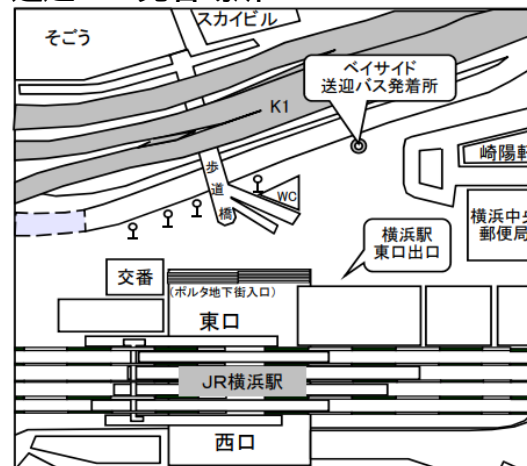 スカイビル
そごう
ベイサイド
送迎バス発着所
K1
崎陽軒
歩
道
橋
WC
横浜中央
郵便局
横浜駅
東口出口
交番
(ポルタ地下街入口)
東口
JR横浜駅
西口